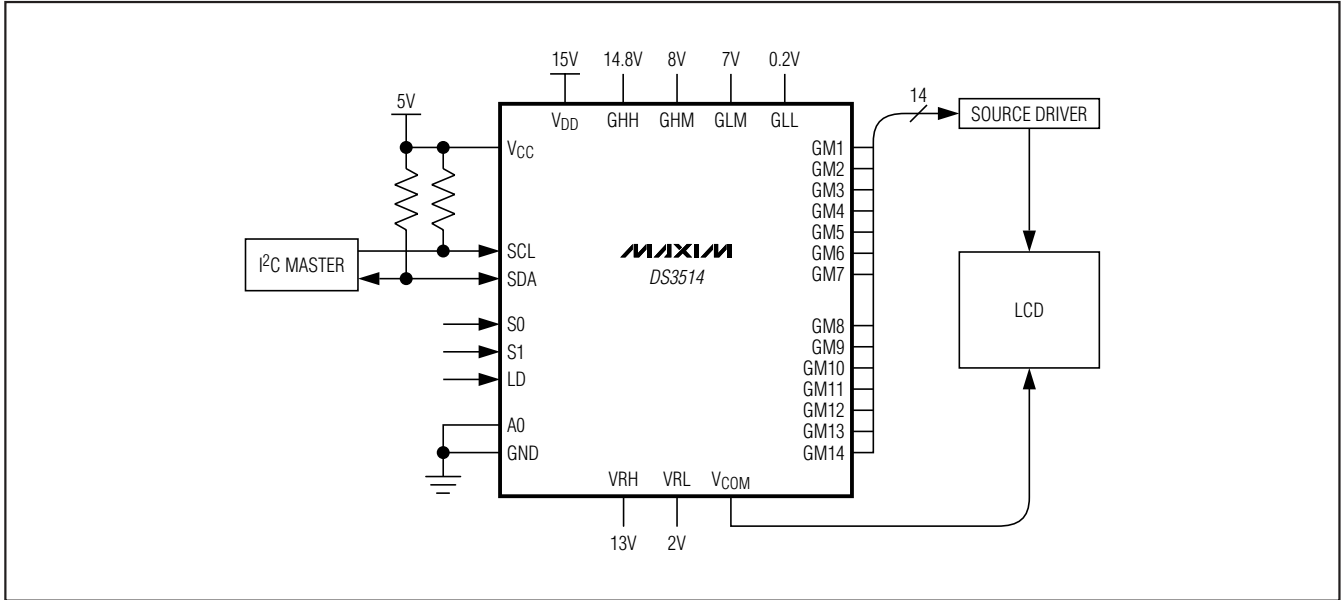 15V 14.8V 8V 7V 0.2V
5V
14
SOURCE DRIVER
VDD GHH GHM GLM GLL
VCC
GM1
GM2
GM3
GM4
GM5
GM6
GM7
I²C MASTER
SCL
SDA
MAXIM
DS3514
LCD
S0
S1
LD
GM8
GM9
GM10
GM11
GM12
GM13
GM14
A0
GND
VRH VRL VCOM
13V 2V